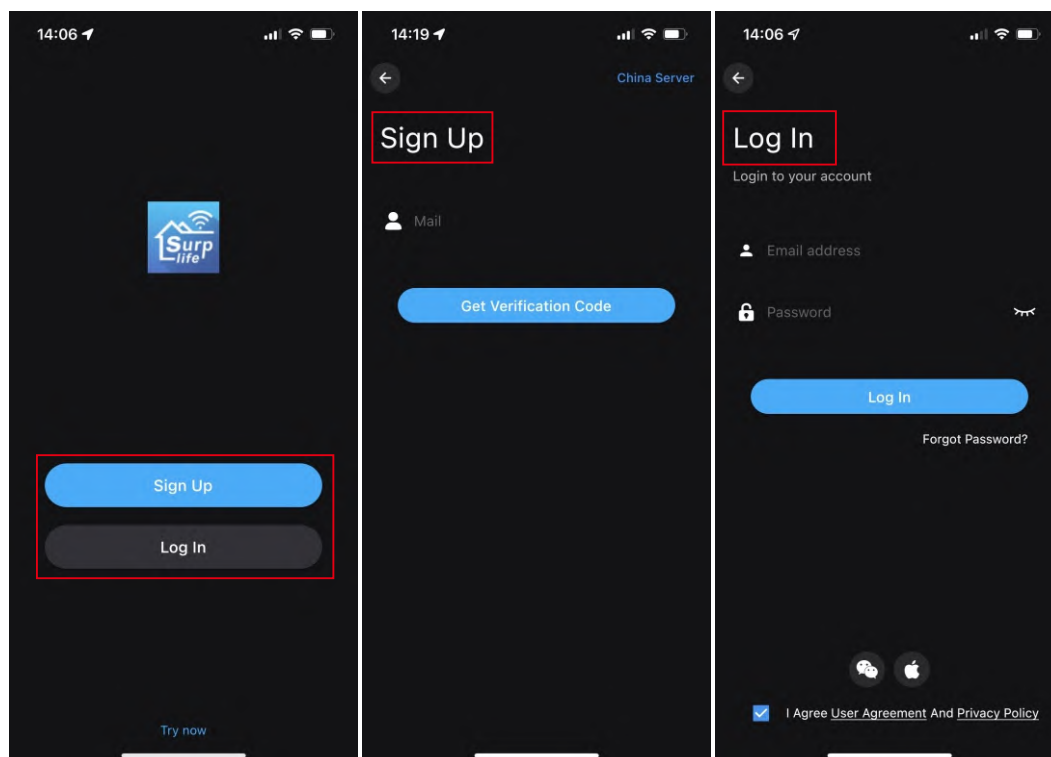 14:06
Surp
life
Sign Up
Log In
Try now
14:19
China Server
Sign Up
Mail
Get Verification Code
14:06
Log In
Login to your account
Email address
Password
Log In
Forgot Password?
I Agree User Agreement And Privacy Policy